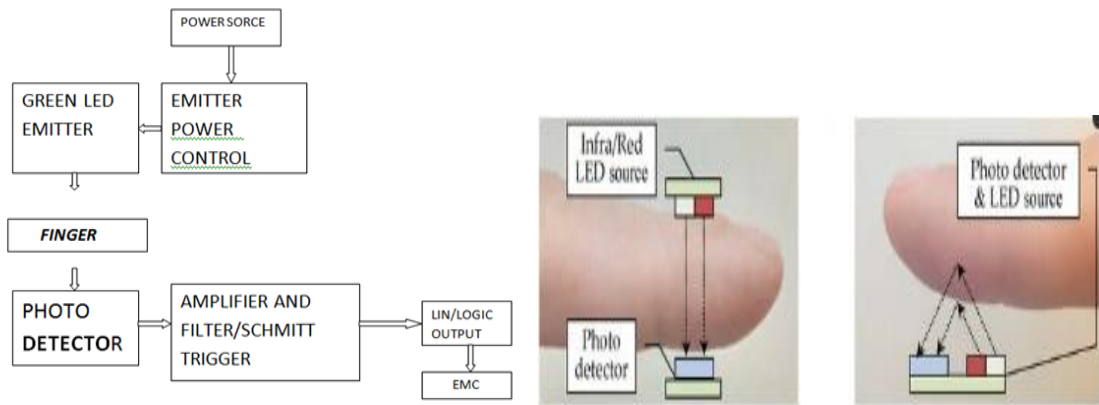 POWER SORCE
GREEN LED
EMITTER
EMITTER
POWER
CONTROL
FINGER
PHOTO
DETECTOR
AMPLIFIER AND
FILTER/SCHMITT
TRIGGER
LIN/LOGIC
OUTPUT
EMC
Infra/Red
LED source
Photo
detector
Photo detector
& LED source